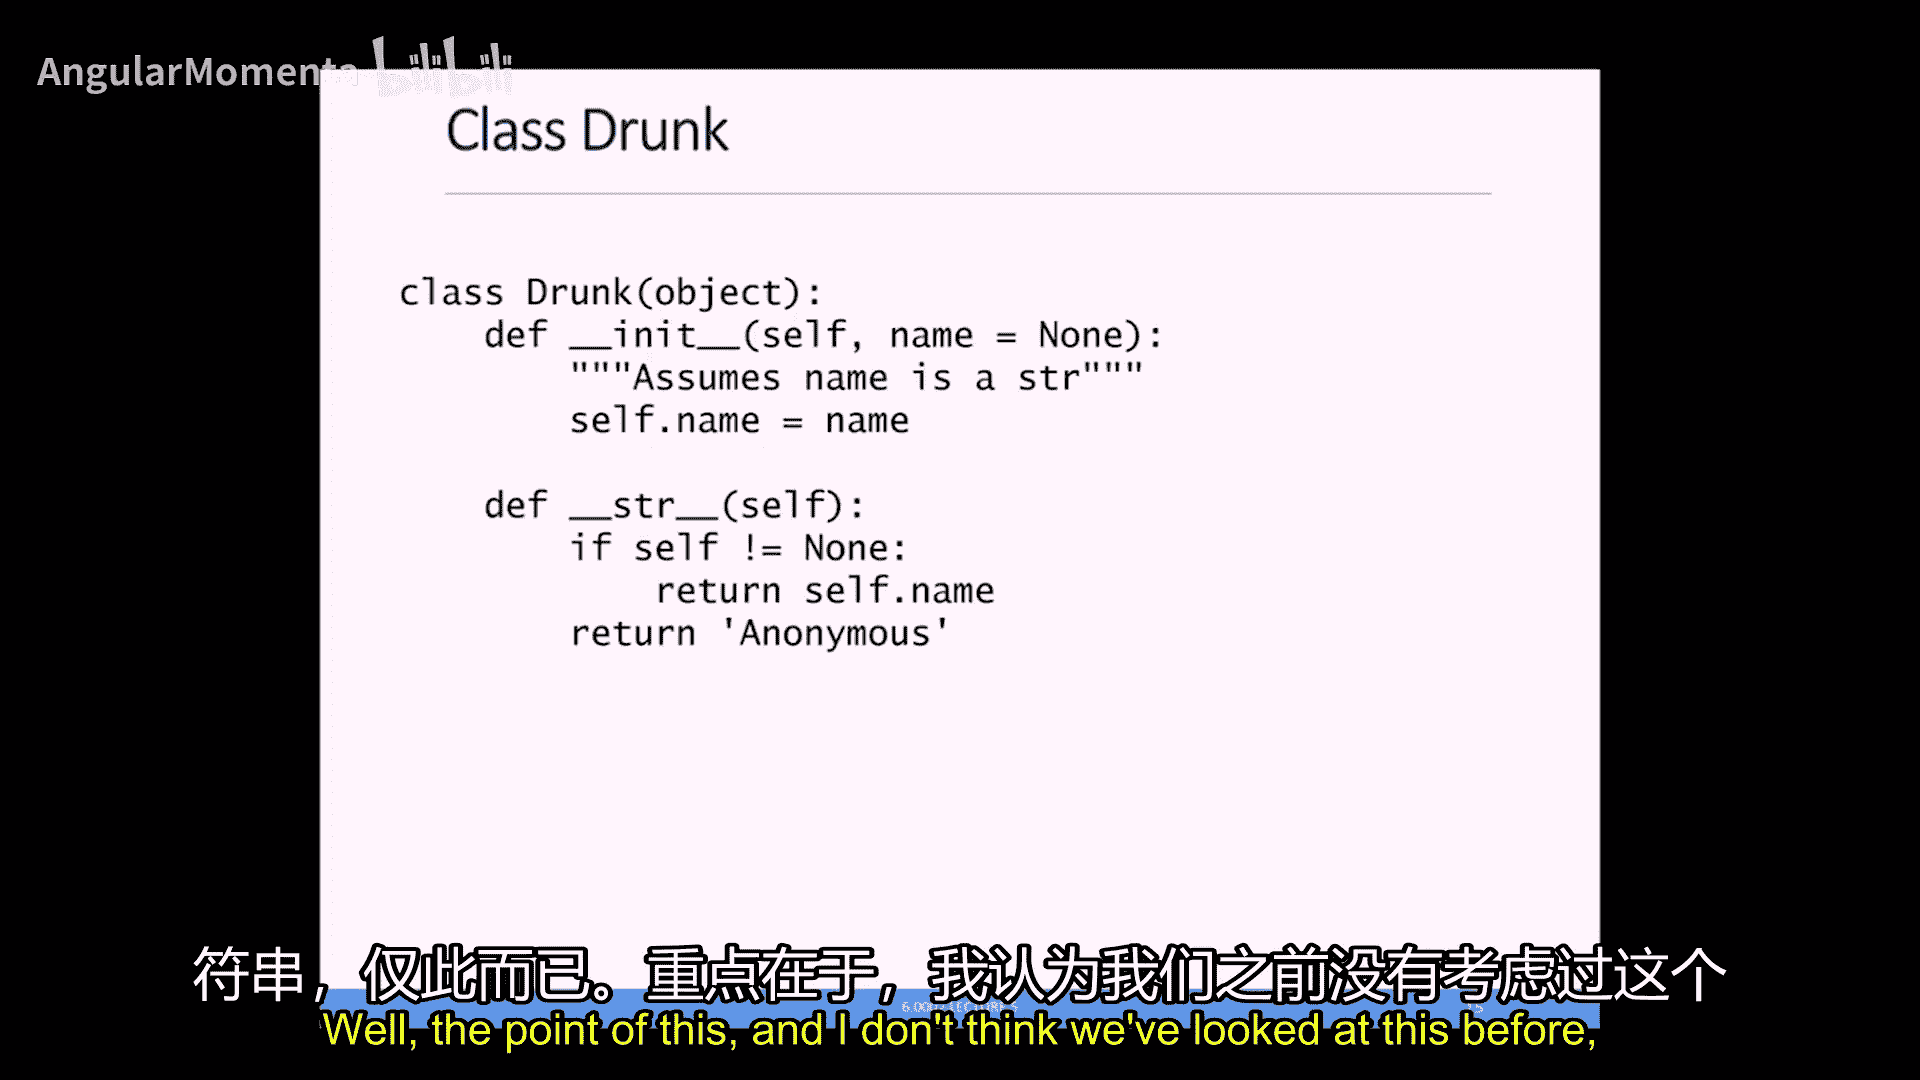 AngularMomenta bilibili
Class Drunk
class Drunk(object):
    def __init__(self, name = None):
        """Assumes name is a str"""
        self.name = name
    def __str__(self):
        if self != None:
            return self.name
        return 'Anonymous'
符串，仅此而已。重点在于，我认为我们之前没有考虑过这个
Well, the point of this, and I don't think we've looked at this before,